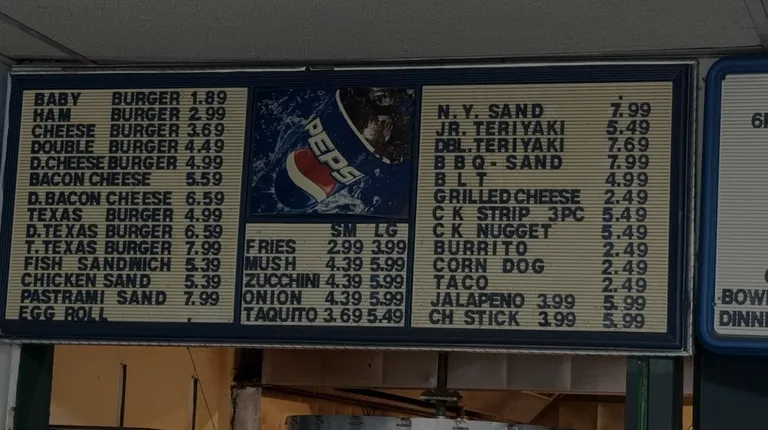 BABY BURGER 1.89
HAM BURGER 2.99
CHEESE BURGER 3.69
DOUBLE BURGER 4.49
D.CHEESE BURGER 4.99
BACON CHEESE 5.59
D.BACON CHEESE 6.59
TEXAS BURGER 4.99
D.TEXAS BURGER 6.59
T.TEXAS BURGER 7.99
FISH SANDWICH 5.39
CHICKEN SAND 5.39
PASTRAMI SAND 7.99
EGG ROLL
PEPSI
SM LG
FRIES 2.99 3.99
MUSH 4.39 5.99
ZUCCHINI 4.39 5.99
ONION 4.39 5.99
TAQUITO 3.69 5.49
N.Y. SAND 7.99
JR. TERIYAKI 5.49
DBL. TERIYAKI 7.69
B B Q - SAND 7.99
B L T 4.99
GRILLED CHEESE 2.49
C K STRIP 3PC 5.49
C K NUGGET 5.49
BURRITO 2.49
CORN DOG 2.49
TACO 2.49
JALAPENO 3.99 5.99
CH STICK 3.99 5.99
BOWL
DINN